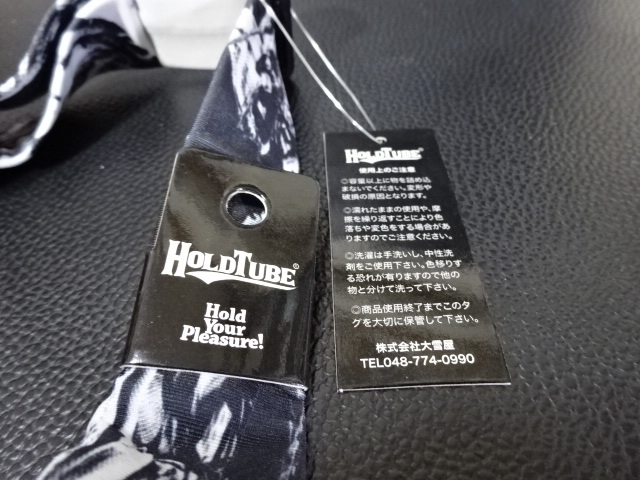 HOLDTUBE®
Hold
Your
Pleasure!
HOLDTUBE®
使用上のご注意
◎容量以上に物を詰め込
まないでください。変形や
破損の原因となります。
◎濡れたままの使用や、摩
擦を繰り返すことにより色
落ちや変色をする場合があ
りますのでご注意ください。
◎洗濯は手洗いし、中性洗
剤をご使用下さい。色移りす
る恐れが有りますので他の
物と分けて洗って下さい。
◎商品使用終了までこのタ
グを大切に保管して下さい。
株式会社大雪屋
TEL048-774-0990